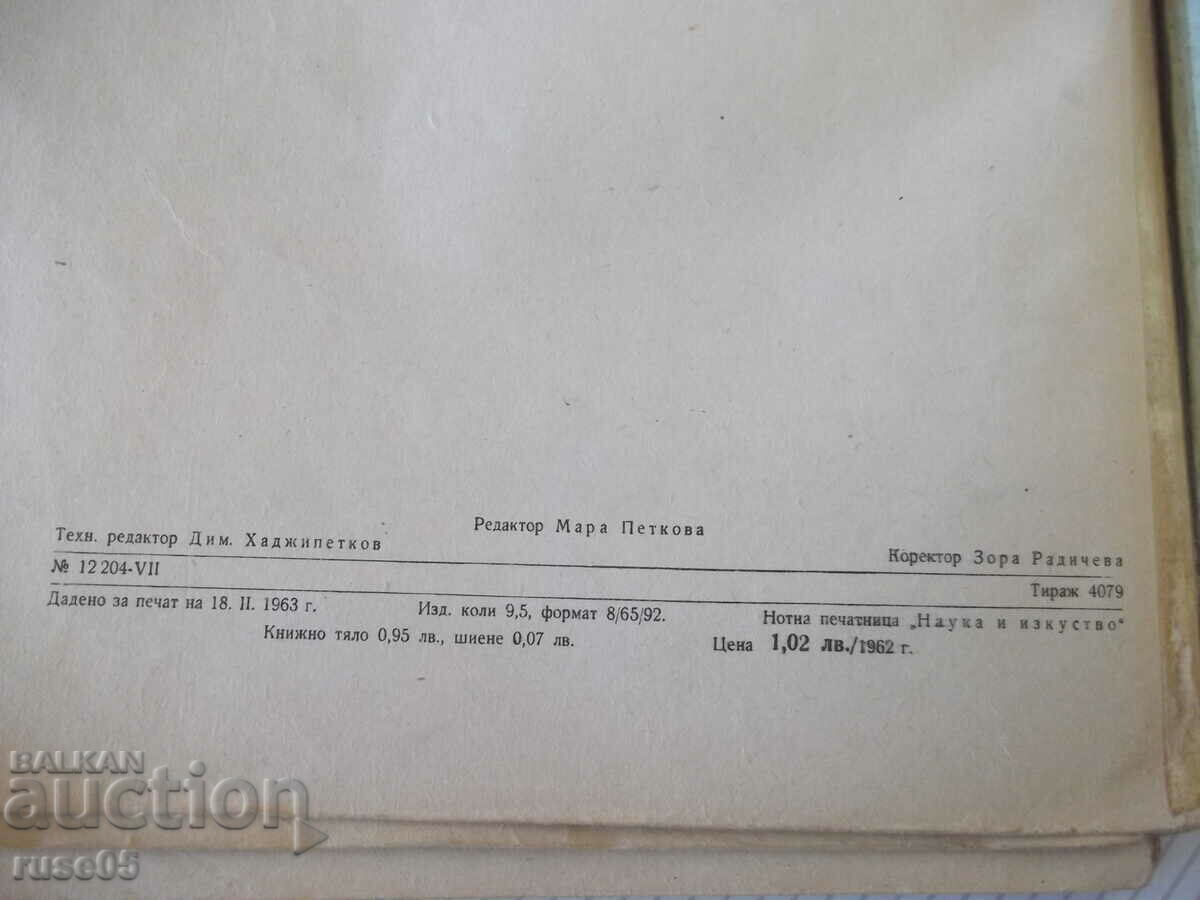 Редактор Мара Петкова
Техн. редактор Дим. Хаджипетков Коректор Зора Радичева
№ 12 204-VII Тираж 4079
Дадено за печат на 18. II. 1963 г. Изд. коли 9,5, формат 8/65/92. Нотна печатница „Наука и изкуство“
Книжно тяло 0,95 лв., шиене 0,07 лв. Цена 1,02 лв./1962 г.
BALKAN
auction
ruse05